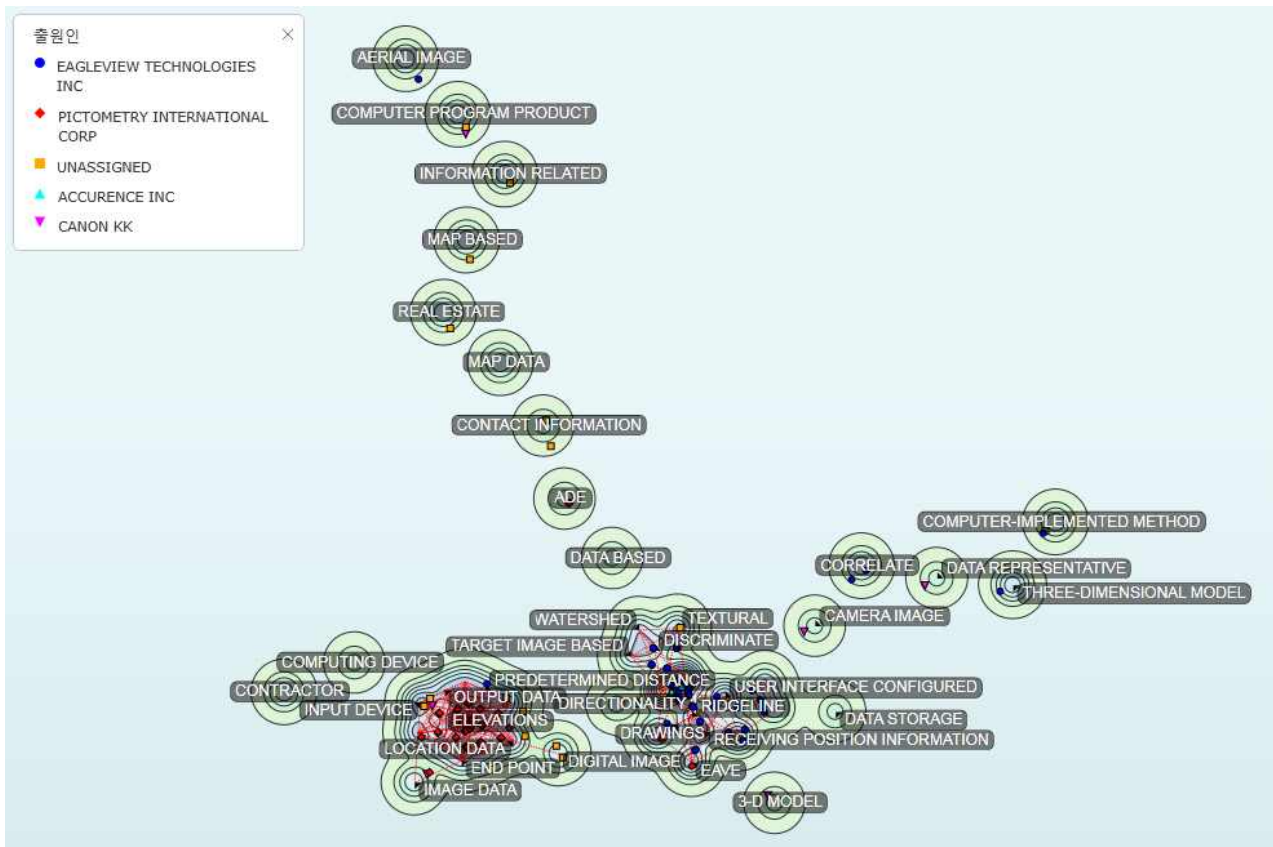 출원인
EAGLEVIEW TECHNOLOGIES
INC
PICTOMETRY INTERNATIONAL
CORP
UNASSIGNED
ACCURENCE INC
CANON KK
AERIAL IMAGE
COMPUTER PROGRAM PRODUCT
INFORMATION RELATED
MAP BASED
REAL ESTATE
MAP DATA
CONTACT INFORMATION
ADE
COMPUTER-IMPLEMENTED METHOD
DATA BASED
CORRELATE
DATA REPRESENTATIVE
THREE-DIMENSIONAL MODEL
WATERSHED
TEXTURAL
CAMERA IMAGE
TARGET IMAGE BASED
DISCRIMINATE
COMPUTING DEVICE
PREDETERMINED DISTANCE
USER INTERFACE CONFIGURED
CONTRACTOR
OUTPUT DATA
DIRECTIONALITY
RIDGELINE
INPUT DEVICE
ELEVATIONS
DATA STORAGE
DRAWINGS
RECEIVING POSITION INFORMATION
LOCATION DATA
END POINT
DIGITAL IMAGE
EAVE
IMAGE DATA
3-D MODEL